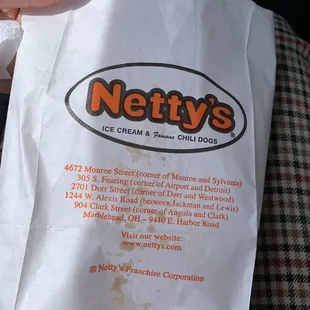 Netty's
ICE CREAM & Famous CHILI DOGS ®
4672 Monroe Street (corner of Monroe and Sylvania)
305 S. Fearing (corner of Airport and Detroit)
2701 Dorr Street (corner of Dorr and Westwood)
1244 W. Alexis Road (between Jackman and Lewis)
904 Clark Street (corner of Angola and Clark)
Marblehead, OH - 9410 E. Harbor Road
Visit our website:
www.nettys.com
® Netty's Franchise Corporation